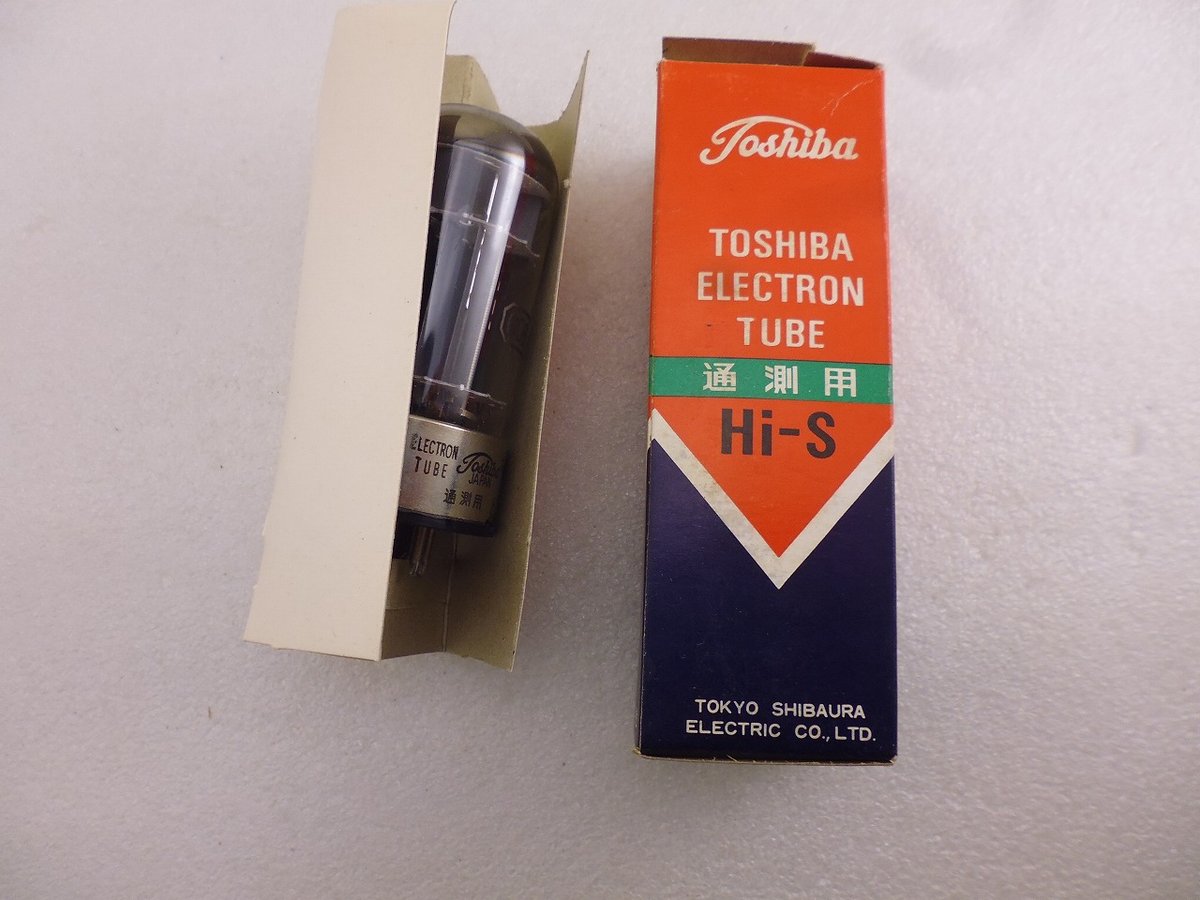 ELECTRON
TUBE
Toshiba
JAPAN
通測用
Toshiba
TOSHIBA
ELECTRON
TUBE
通測用
Hi-S
TOKYO SHIBAURA
ELECTRIC CO., LTD.